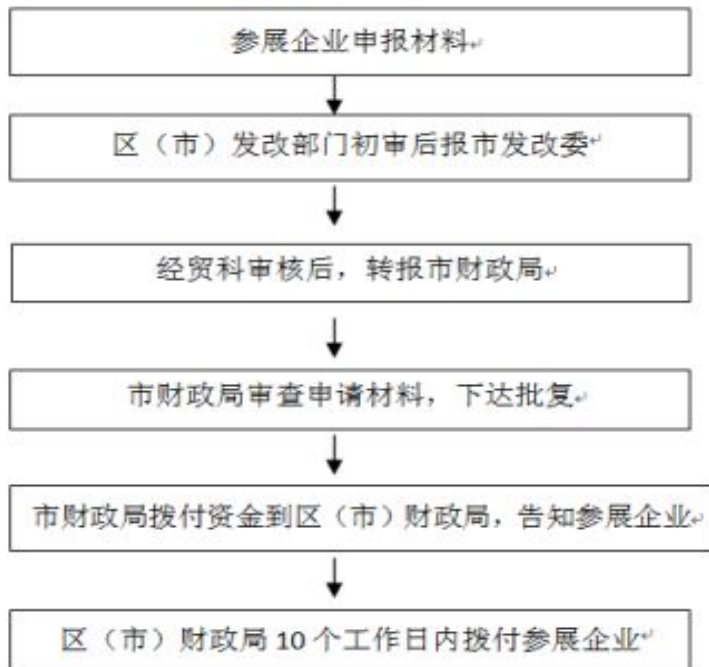 参展企业申报材料
区（市）发改部门初审后报市发改委
经贸科审核后，转报市财政局
市财政局审查申请材料，下达批复
市财政局拨付资金到区（市）财政局，告知参展企业
区（市）财政局 10 个工作日内拨付参展企业